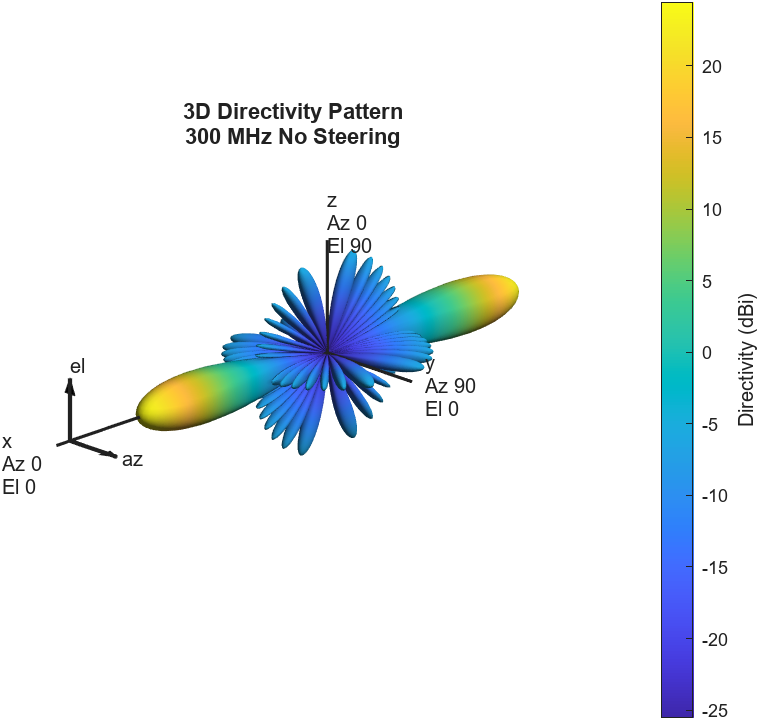 3D Directivity Pattern
300 MHz No Steering
z
Az 0
El 90
y
Az 90
El 0
el
x
Az 0
El 0
az
20
15
10
5
0
-5
-10
-15
-20
-25
Directivity (dBi)